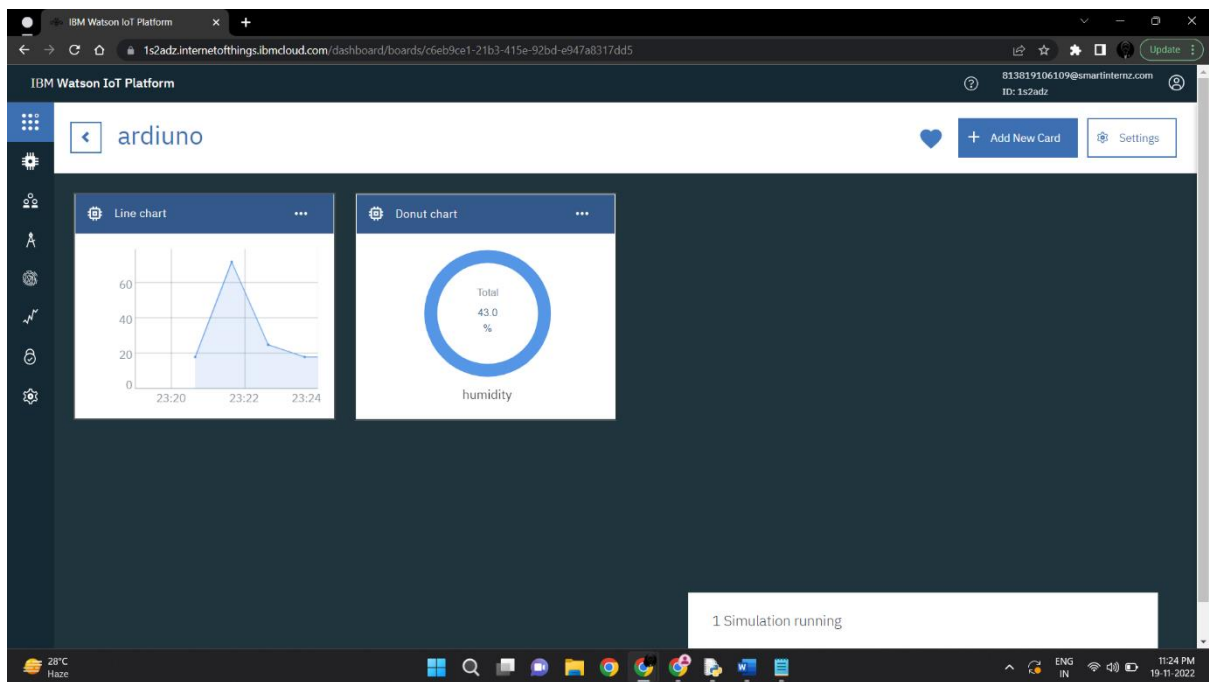 IBM Watson IoT Platform
1s2adz.internetofthings.ibmcloud.com/dashboard/boards/c6eb9ce1-21b3-415e-92bd-e947a8317dd5
Update
IBM Watson IoT Platform
813819106109@smartinternz.com
ID: 1s2adz
ardiuno
Add New Card
Settings
Line chart
60
40
20
0
23:20 23:22 23:24
Donut chart
Total
43.0
%
humidity
1 Simulation running
28°C
Haze
ENG
IN
11:24 PM
19-11-2022